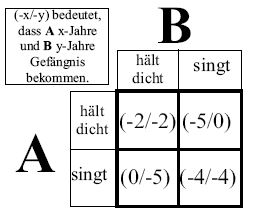 (-x/-y) bedeutet,
dass A x-Jahre
und B y-Jahre
Gefängnis
bekommen.
B
hält
dicht
singt
A
hält
dicht
(-2/-2)
(-5/0)
singt
(0/-5)
(-4/-4)